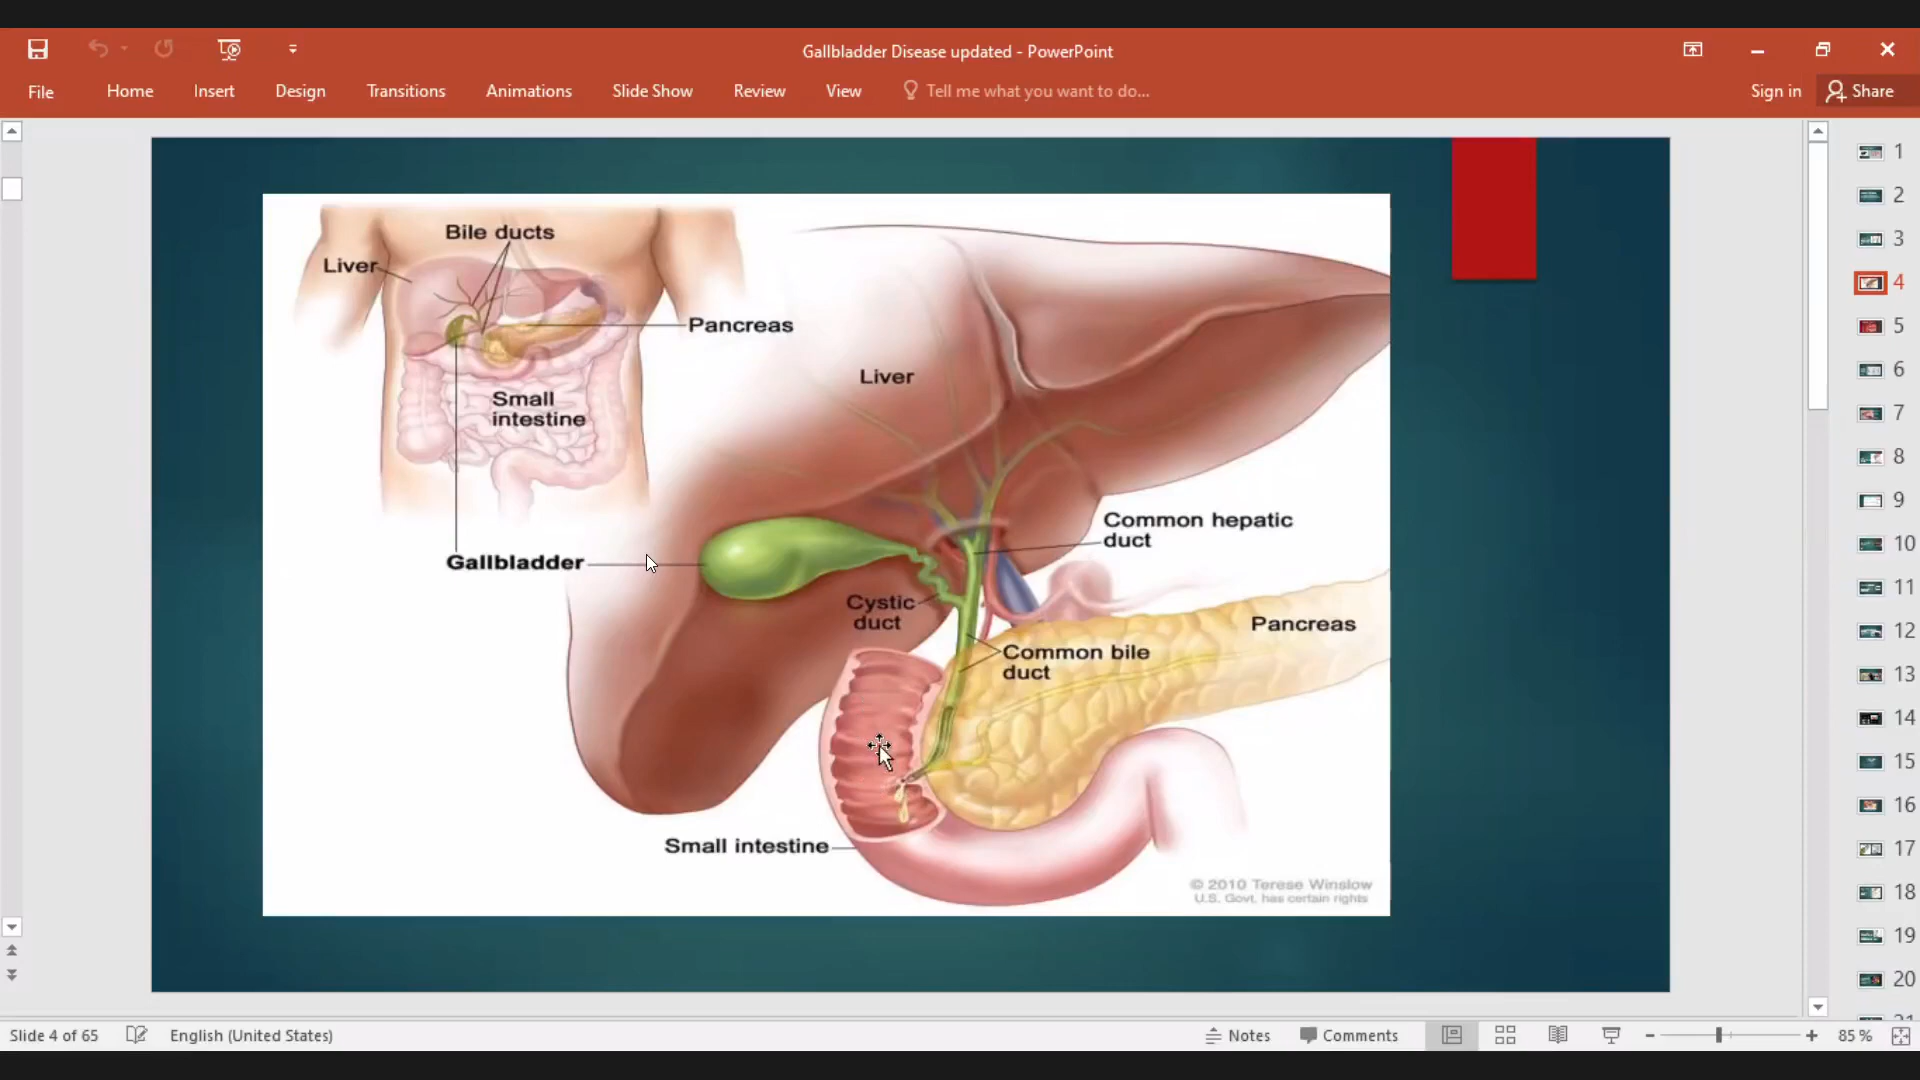 Gallbladder Disease updated - PowerPoint
File
Home
Insert
Design
Transitions
Animations
Slide Show
Review
View
Tell me what you want to do...
Sign in
Share
Bile ducts
Liver
Pancreas
Small
intestine
Gallbladder
Liver
Common hepatic
duct
Cystic
duct
Common bile
duct
Pancreas
Small intestine
© 2010 Terese Winslow
U.S. Govt. has certain rights
1
2
3
4
5
6
7
8
9
10
11
12
13
14
15
16
17
18
19
20
Slide 4 of 65
English (United States)
Notes
Comments
85 %